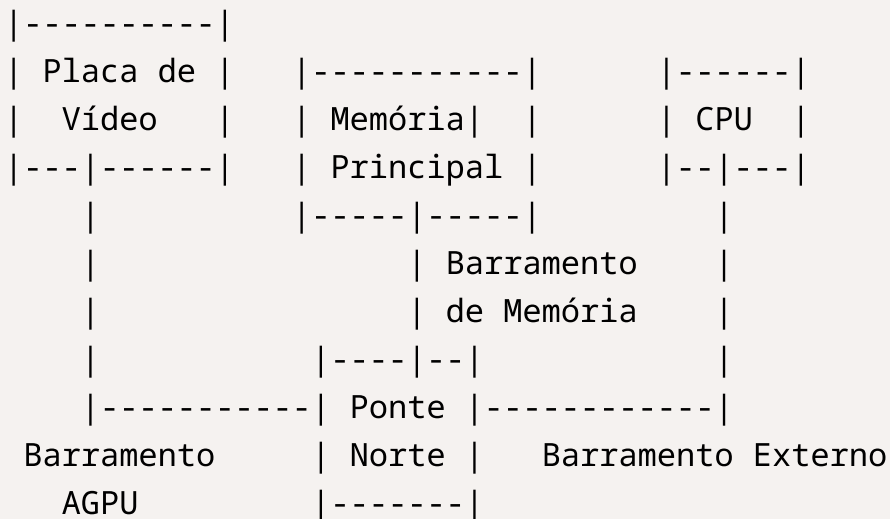 |----------|
| Placa de |   |-----------|      |------|
|  Vídeo   |   | Memória|  |      | CPU  |
|---|------|   | Principal |      |--|---|
    |          |-----|-----|         |
    |                | Barramento    |
    |                | de Memória    |
    |           |----|--|            |
    |-----------| Ponte |------------|
 Barramento     | Norte |   Barramento Externo
   AGPU         |-------|